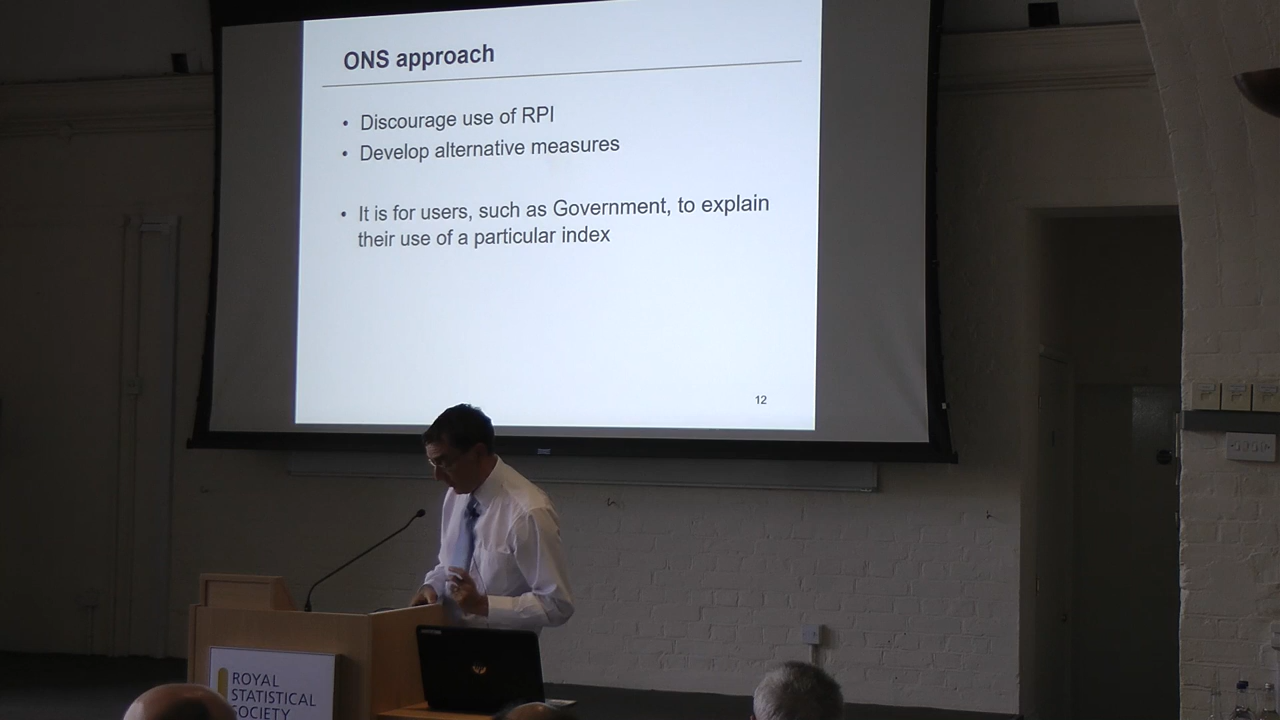 ONS approach
• Discourage use of RPI
• Develop alternative measures
• It is for users, such as Government, to explain
their use of a particular index
12
ROYAL
STATISTICAL
SOCIETY